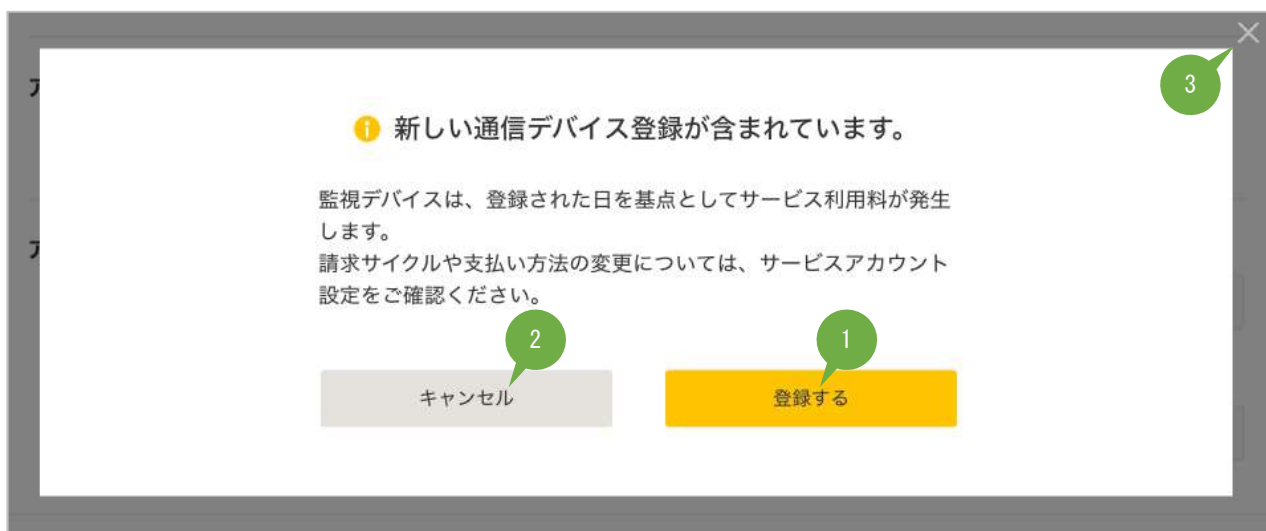 3
新しい通信デバイス登録が含まれています。
監視デバイスは、登録された日を基点としてサービス利用料が発生
します。
請求サイクルや支払い方法の変更については、サービスアカウント
設定をご確認ください。
2
1
キャンセル
登録する